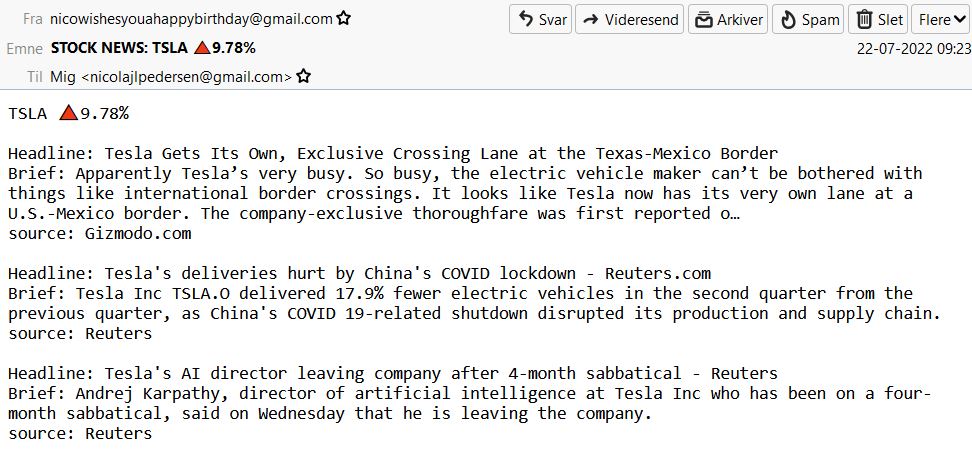 Fra nicowishesyouahappybirthday@gmail.com Svar Videresend Arkiver Spam Slet Flere
Emne STOCK NEWS: TSLA 🔺9.78% 22-07-2022 09:23
Til Mig <nicolajlpedersen@gmail.com>
TSLA 🔺9.78%
Headline: Tesla Gets Its Own, Exclusive Crossing Lane at the Texas-Mexico Border
Brief: Apparently Tesla’s very busy. So busy, the electric vehicle maker can’t be bothered with
things like international border crossings. It looks like Tesla now has its very own lane at a
U.S.-Mexico border. The company-exclusive thoroughfare was first reported o…
source: Gizmodo.com
Headline: Tesla's deliveries hurt by China's COVID lockdown - Reuters.com
Brief: Tesla Inc TSLA.O delivered 17.9% fewer electric vehicles in the second quarter from the
previous quarter, as China's COVID 19-related shutdown disrupted its production and supply chain.
source: Reuters
Headline: Tesla's AI director leaving company after 4-month sabbatical - Reuters
Brief: Andrej Karpathy, director of artificial intelligence at Tesla Inc who has been on a four-
month sabbatical, said on Wednesday that he is leaving the company.
source: Reuters